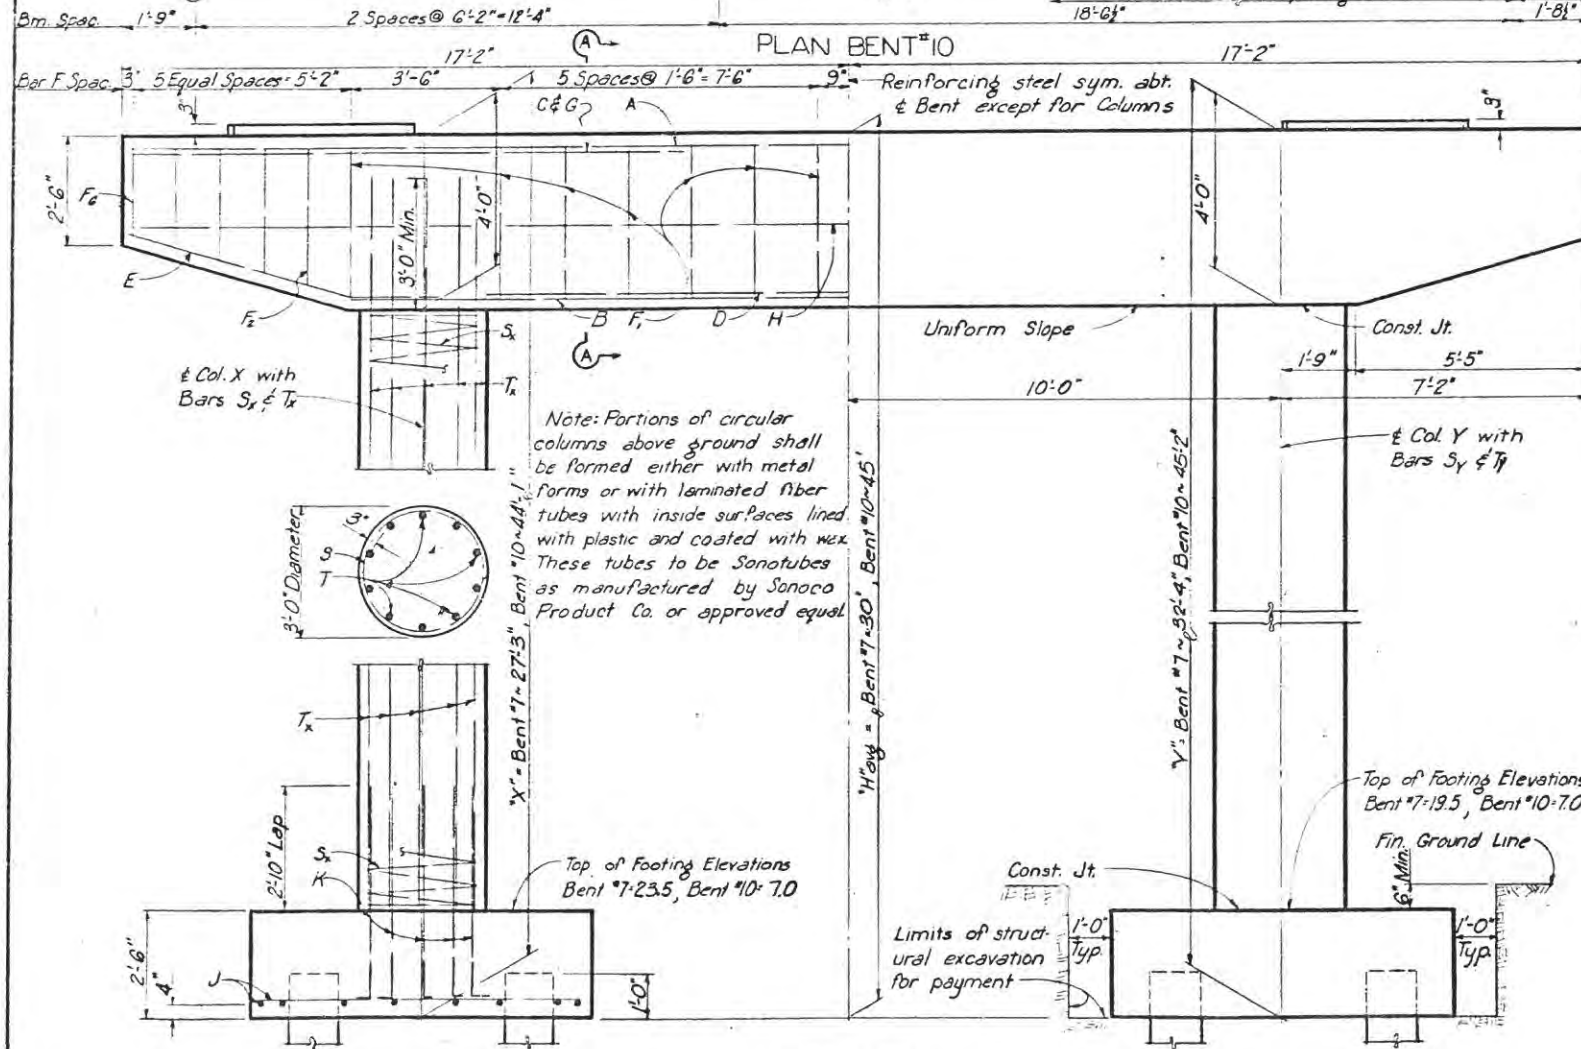 Bm. Spac. 1'-9" 2 Spaces @ 6'-2"=12'-4" 18'-6½" 1'-8½"
PLAN BENT #10
17'-2" A 17'-2"
Bar F Spac. 3" 5 Equal Spaces = 5'-2" 3'-6" 5 Spaces @ 1'-6" = 7'-6" 9"
Reinforcing steel sym. abt.
℄ Bent except for Columns
3" C & G A 3"
2'-6" F6 3'-0" Min. 4'-0" 4'-0"
E F2 B F1 D H
Sx
A
Uniform Slope
Const. Jt.
1'-9" 5'-5"
10'-0" 7'-2"
℄ Col. X with
Bars Sx & Tx
Tx
℄ Col. Y with
Bars Sy & Ty
Note: Portions of circular
columns above ground shall
be formed either with metal
forms or with laminated fiber
tubes with inside surfaces lined
with plastic and coated with wax
These tubes to be Sonotubes
as manufactured by Sonoco
Product Co. or approved equal
3"
S
T
3'-0" Diameter
"X" = Bent #7 ~ 27'-3", Bent #10 ~ 44'-1"
"H" avg = Bent #7 ~ 30', Bent #10 ~ 45'
"Y" = Bent #7 ~ 32'-4", Bent #10 ~ 45'-2"
Tx
2'-10" Lap
Sx
K
Top of Footing Elevations
Bent #7=23.5, Bent #10= 7.0
Top of Footing Elevations
Bent #7=19.5, Bent #10=7.0
Fin. Ground Line
6" Min.
Const. Jt.
2'-6"
4"
J
1'-0"
Limits of struct-
ural excavation
for payment
1'-0"
Typ.
1'-0"
Typ.